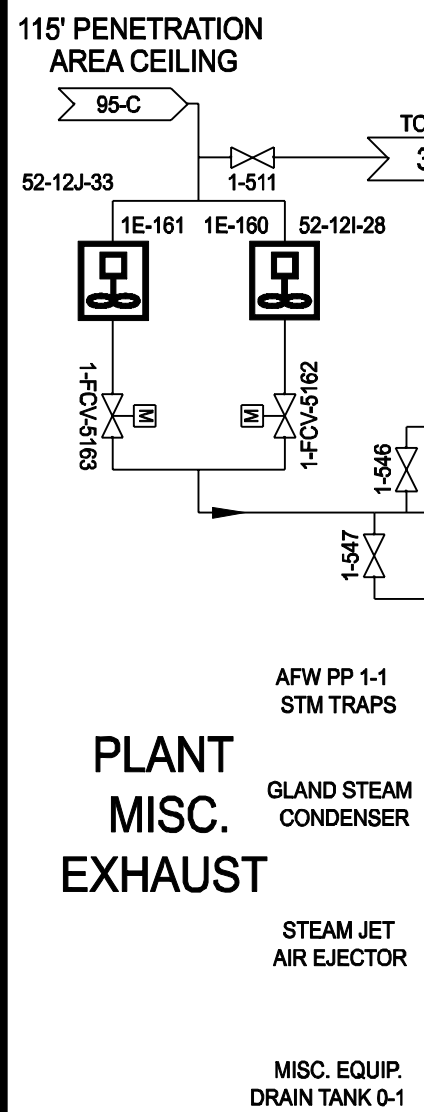 115' PENETRATION
AREA CEILING
95-C
TO
3
52-12J-33
1-511
1E-161
1E-160
52-12I-28
1-FCV-5163
M
M
1-FCV-5162
1-546
1-547
AFW PP 1-1
STM TRAPS
PLANT
MISC.
EXHAUST
GLAND STEAM
CONDENSER
STEAM JET
AIR EJECTOR
MISC. EQUIP.
DRAIN TANK 0-1